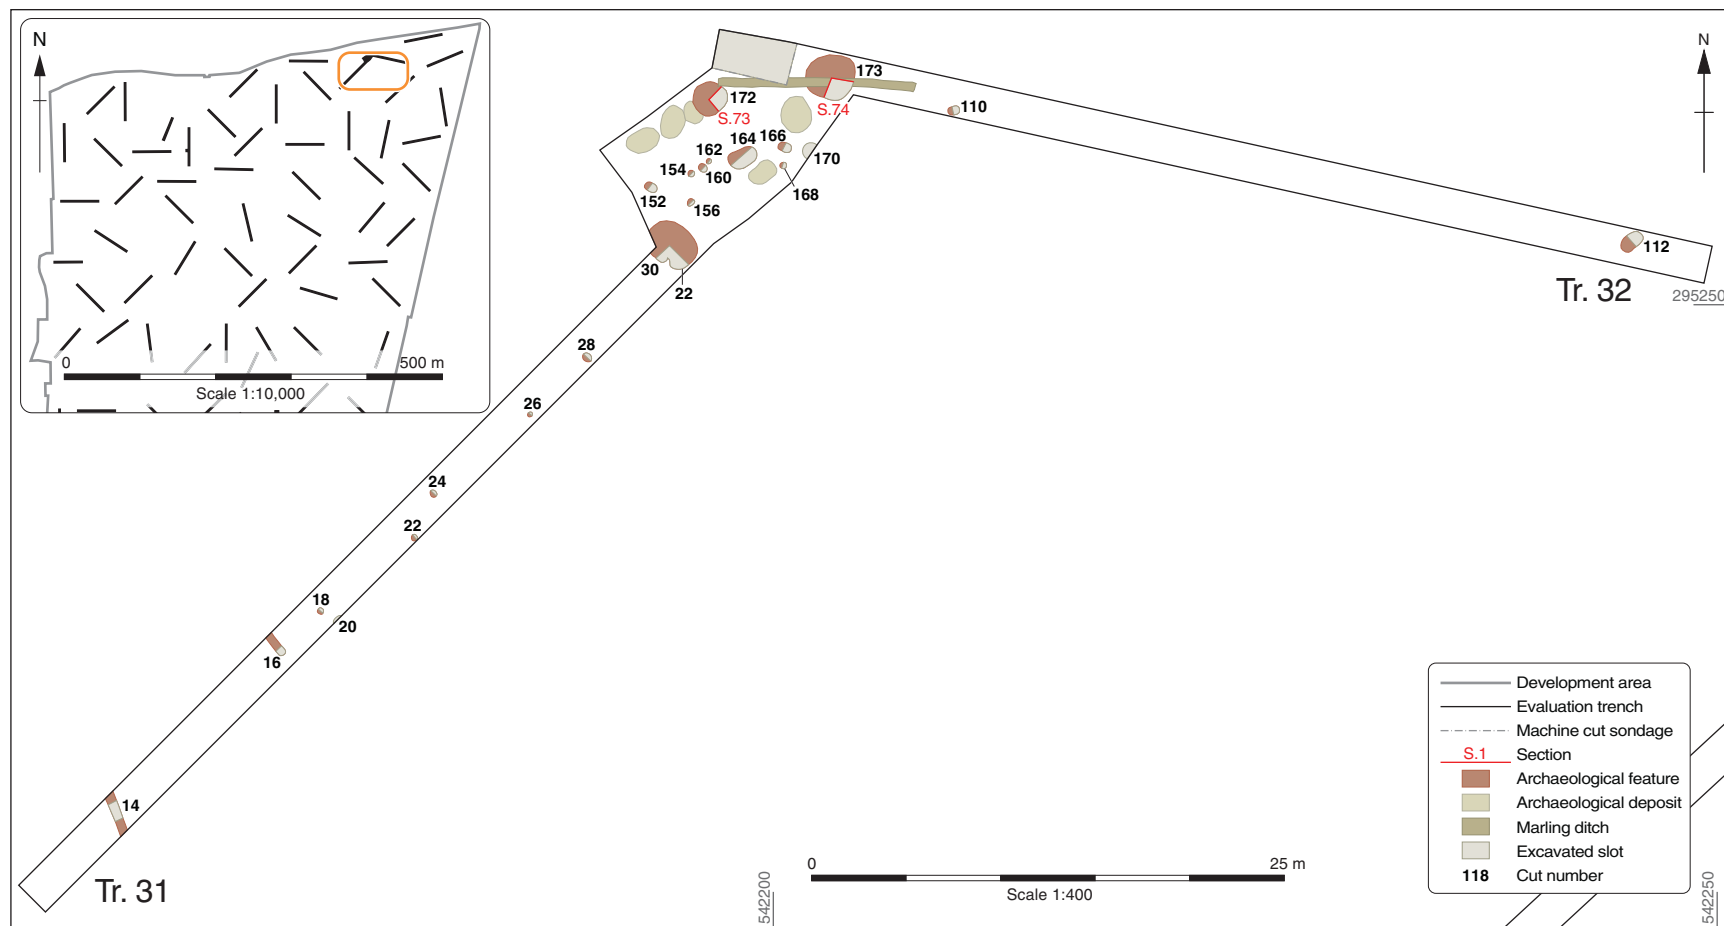 N
0 500 m
Scale 1:10,000
N
173
172
S.73
S.74
110
164
166
162
170
154
160
168
152
156
112
30
22
Tr. 32
295250
28
26
24
22
18
20
16
14
Tr. 31
0 25 m
Scale 1:400
542200
542250
Development area
Evaluation trench
Machine cut sondage
S.1 Section
Archaeological feature
Archaeological deposit
Marling ditch
Excavated slot
118 Cut number